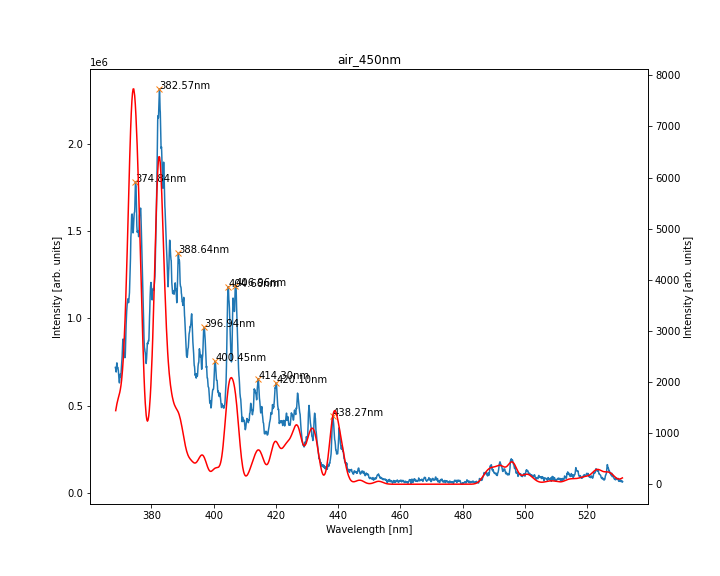 air_450nm
1e6
382.57nm
374.84nm
388.64nm
406.96nm
396.94nm
400.45nm
414.30nm
420.10nm
438.27nm
2.0
1.5
1.0
0.5
0.0
8000
7000
6000
5000
4000
3000
2000
1000
0
Intensity [arb. units]
Intensity [arb. units]
380
400
420
440
460
480
500
520
Wavelength [nm]